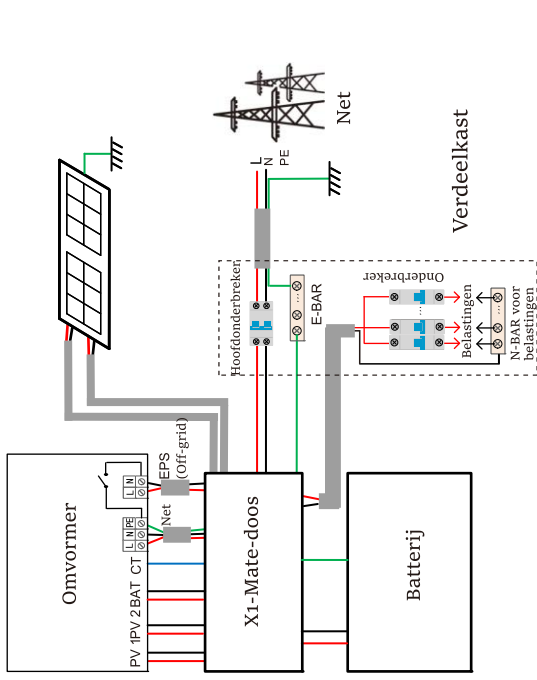 Net
L
N
PE
Verdeelkast
Hoofdonderbreker
E-BAR
Onderbreker
Belastingen
N-BAR voor
belastingen
EPS
(Off-grid)
Net
L N
L N PE
Omvormer
CT
BAT
PV 2
PV 1
X1-Mate-doos
Batterij